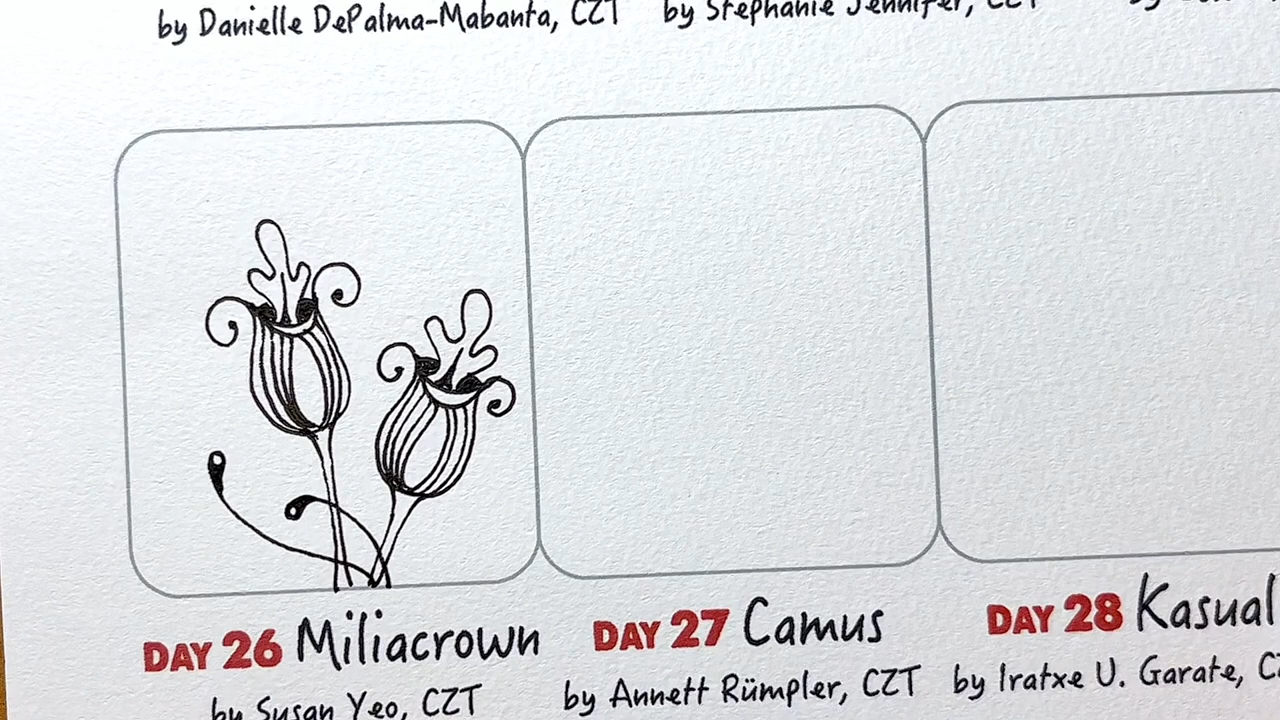 by Danielle DePalma-Mabanta, CZT
by Stephanie Jennifer, CZT
by
DAY 26 Miliacrown
by Susan Yeo, CZT
DAY 27 Camus
by Annett Rümpler, CZT
DAY 28 Kasual
by Iratxe U. Garate,